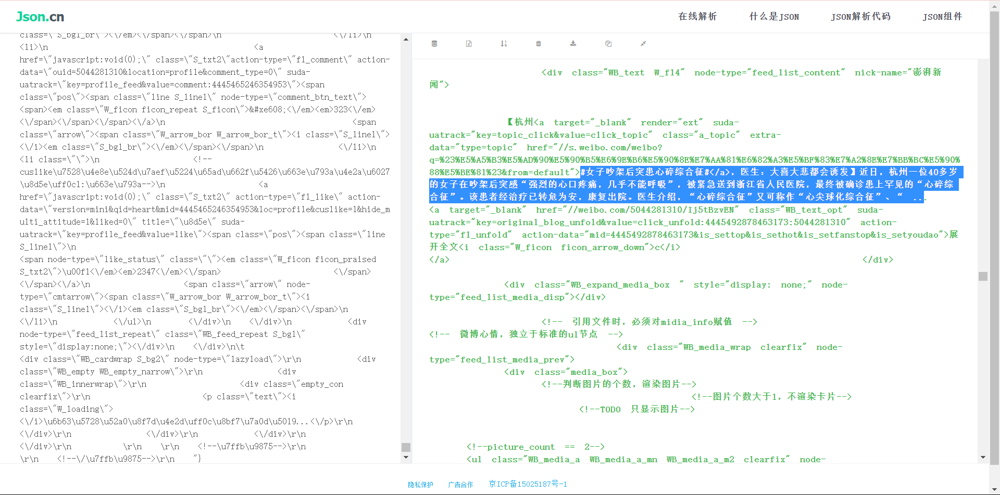 Json.cn
在线解析 什么是JSON JSON解析代码 JSON组件
class=\"S_bg1_br\"><\/em><\/span><\/span>\n <\/li>\n
<li>\n <a
href=\"javascript:void(0);\" class=\"S_txt2\"action-type=\"fl_comment\" action-
data=\"ouid=5044281310&location=profile&comment_type=0\" suda-
uatrack=\"key=profile_feed&value=comment:4445465246354953\"><span
class=\"pos\"><span class=\"line S_line1\" node-type=\"comment_btn_text\">
<span><em class=\"W_ficon ficon_repeat S_ficon\">&#xe608;<\/em><em>323<\/em>
<\/span><\/span><\/span><\/a>\n <span
class=\"arrow\"><span class=\"W_arrow_bor W_arrow_bor_t\"><i class=\"S_line1\">
<\/i><em class=\"S_bg1_br\"><\/em><\/span><\/span>\n <\/li>\n
<li class=\"\">\n <!--
cuslike\u7528\u4e8e\u524d\u7aef\u5224\u65ad\u662f\u5426\u663e\u793a\u4e2a\u6027
\u8d5e\uff0c1:\u663e\u793a-->\n <a
href=\"javascript:void(0);\" class=\"S_txt2\" action-type=\"fl_like\" action-
data=\"version=mini&qid=heart&mid=4445465246354953&loc=profile&cuslike=1&hide_m
ulti_attitude=1&liked=0\" title=\"\u8d5e\" suda-
uatrack=\"key=profile_feed&value=like\"><span class=\"pos\"><span class=\"line
S_line1\">\n
<span node-type=\"like_status\" class=\"\"><em class=\"W_ficon ficon_praised
S_txt2\">\u00f1<\/em><em>2347<\/em><\/span> <\/span>
<\/span><\/a>\n <span class=\"arrow\" node-
type=\"cmtarrow\"><span class=\"W_arrow_bor W_arrow_bor_t\"><i
class=\"S_line1\"><\/i><em class=\"S_bg1_br\"><\/em><\/span><\/span>\n
<\/li>\n <\/ul>\n <\/div>\n <\/div>\n <div
node-type=\"feed_list_repeat\" class=\"WB_feed_repeat S_bg1\"
style=\"display:none;\"><\/div>\n <\/div>\n\t
<div class=\"WB_cardwrap S_bg2\" node-type=\"lazyload\">\r\n <div
class=\"WB_empty WB_empty_narrow\">\r\n <div
class=\"WB_innerwrap\">\r\n <div class=\"empty_con
clearfix\">\r\n <p class=\"text\"><i
class=\"W_loading\">
<\/i>\u6b63\u5728\u52a0\u8f7d\u4e2d\uff0c\u8bf7\u7a0d\u5019...<\/p>\r\n
<\/div>\r\n <\/div>\r\n <\/div>\r\n
<\/div>\r\n \r\n \r\n <!--\u7ffb\u9875-->\r\n
\r\n <!--\/\u7ffb\u9875-->\r\n "}
<div class="WB_text W_f14" node-type="feed_list_content" nick-name="澎湃新
闻">
【杭州<a target="_blank" render="ext" suda-
uatrack="key=topic_click&value=click_topic" class="a_topic" extra-
data="type=topic" href="//s.weibo.com/weibo?
q=%23%E5%A5%B3%E5%AD%90%E5%90%B5%E6%9E%B6%E5%90%8E%E7%AA%81%E6%82%A3%E5%BF%83%E7%A2%8E%E7%BB%BC%E5%90%
88%E5%BE%81%23&from=default">#女子吵架后突患心碎综合征#</a>，医生：大喜大悲都会诱发】近日，杭州一位40多岁
的女子在吵架后突感“强烈的心口疼痛，几乎不能呼吸”，被紧急送到浙江省人民医院，最终被确诊患上罕见的“心碎综
合征”。该患者经治疗已转危为安，康复出院。医生介绍，“心碎综合征”又可称作“心尖球化综合征”、“ ...
<a target="_blank" href="//weibo.com/5044281310/Ij5tBzvEN" class="WB_text_opt" suda-
uatrack="key=original_blog_unfold&value=click_unfold:4445492878463173:5044281310" action-
type="fl_unfold" action-data="mid=4445492878463173&is_settop&is_sethot&is_setfanstop&is_setyoudao">展
开全文<i class="W_ficon ficon_arrow_down">c</i>
</a> </div>
<div class="WB_expand_media_box " style="display: none;" node-
type="feed_list_media_disp"></div>
<!-- 引用文件时，必须对midia_info赋值 -->
<!-- 微博心情，独立于标准的ul节点 -->
<div class="WB_media_wrap clearfix" node-
type="feed_list_media_prev">
<div class="media_box">
<!--判断图片的个数，渲染图片-->
<!--图片个数大于1，不渲染卡片-->
<!--TODO 只显示图片-->
<!--picture_count == 2-->
<ul class="WB_media_a WB_media_a_mn WB_media_a_m2 clearfix" node-
隐私保护 广告合作 京ICP备15025187号-1